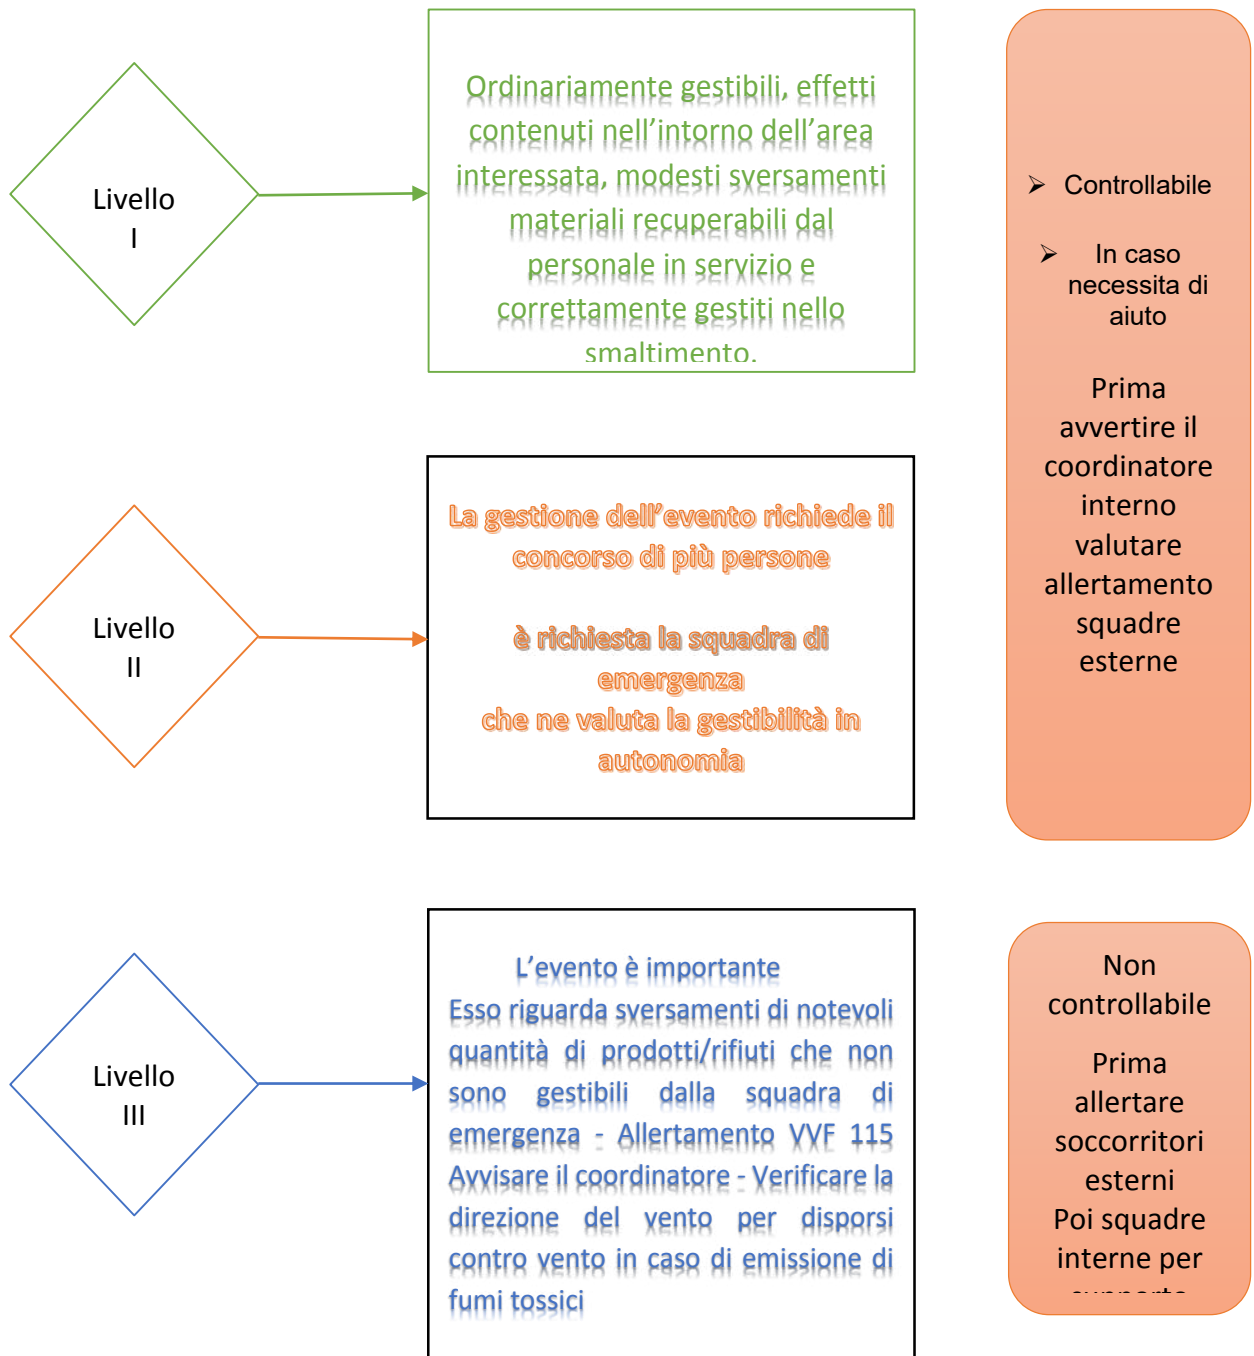 Livello
I
Ordinariamente gestibili, effetti
contenuti nell’intorno dell’area
interessata, modesti sversamenti
materiali recuperabili dal
personale in servizio e
correttamente gestiti nello
smaltimento.
➢ Controllabile
➢ In caso
necessita di
aiuto
Prima
avvertire il
coordinatore
interno
valutare
allertamento
squadre
esterne
Livello
II
La gestione dell’evento richiede il
concorso di più persone
è richiesta la squadra di
emergenza
che ne valuta la gestibilità in
autonomia
Livello
III
L’evento è importante
Esso riguarda sversamenti di notevoli
quantità di prodotti/rifiuti che non
sono gestibili dalla squadra di
emergenza - Allertamento VVF 115
Avvisare il coordinatore - Verificare la
direzione del vento per disporsi
contro vento in caso di emissione di
fumi tossici
Non
controllabile
Prima
allertare
soccorritori
esterni
Poi squadre
interne per